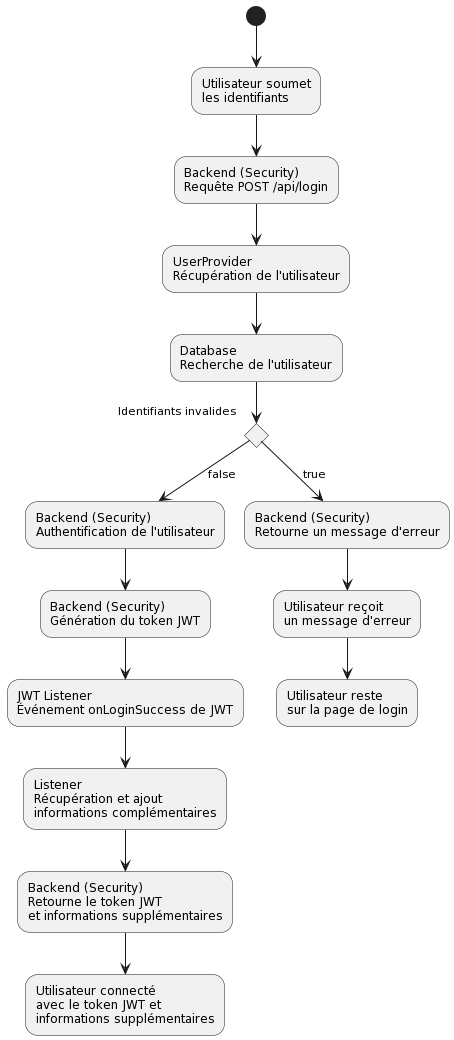 Utilisateur soumet
les identifiants
Backend (Security)
Requête POST /api/login
UserProvider
Récupération de l'utilisateur
Database
Recherche de l'utilisateur
Identifiants invalides
false
true
Backend (Security)
Authentification de l'utilisateur
Backend (Security)
Retourne un message d'erreur
Backend (Security)
Génération du token JWT
Utilisateur reçoit
un message d'erreur
JWT Listener
Événement onLoginSuccess de JWT
Utilisateur reste
sur la page de login
Listener
Récupération et ajout
informations complémentaires
Backend (Security)
Retourne le token JWT
et informations supplémentaires
Utilisateur connecté
avec le token JWT et
informations supplémentaires